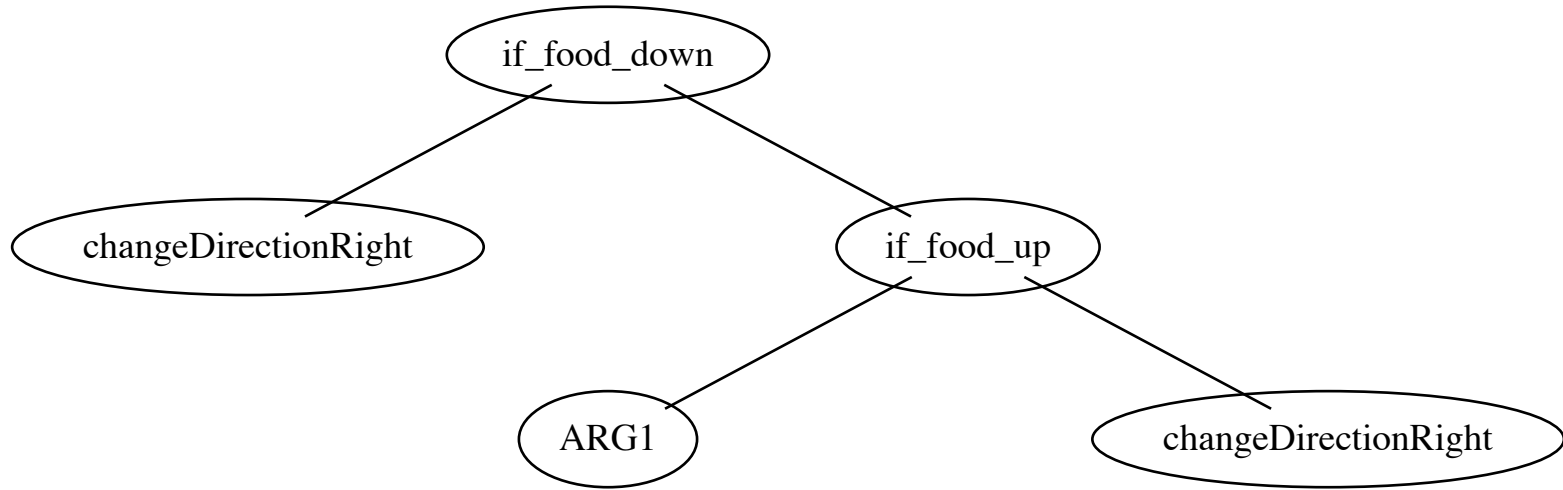 if_food_down
changeDirectionRight
if_food_up
ARG1
changeDirectionRight